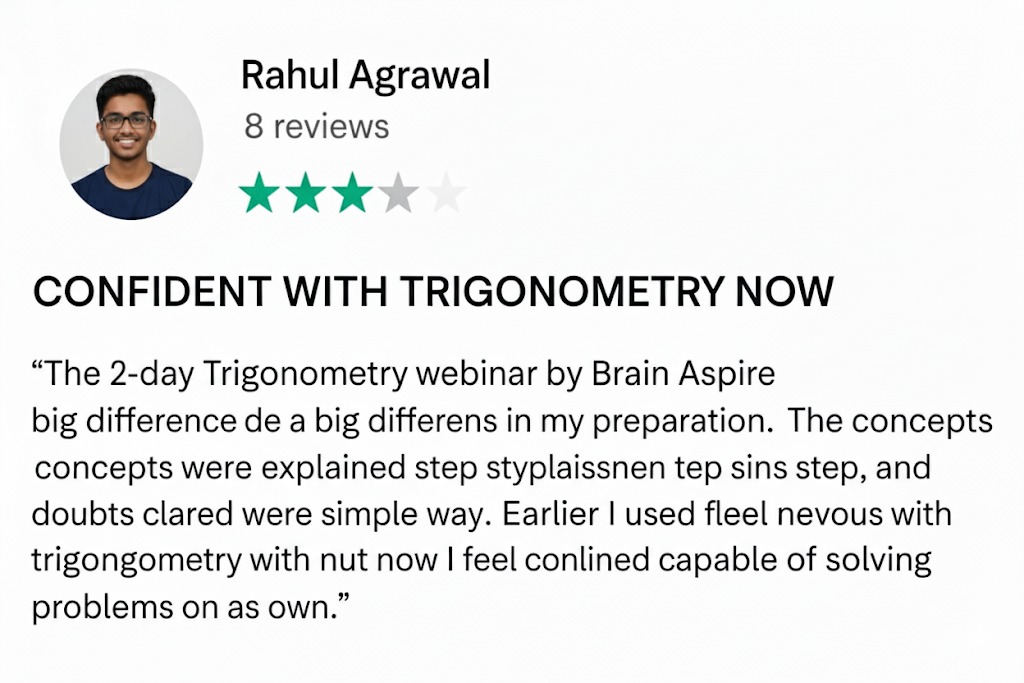 Rahul Agrawal
8 reviews
CONFIDENT WITH TRIGONOMETRY NOW
“The 2-day Trigonometry webinar by Brain Aspire
big difference de a big differens in my preparation. The concepts
concepts were explained step styplaissnen tep sins step, and
doubts clared were simple way. Earlier I used fleel nevous with
trigongometry with nut now I feel conlined capable of solving
problems on as own.”